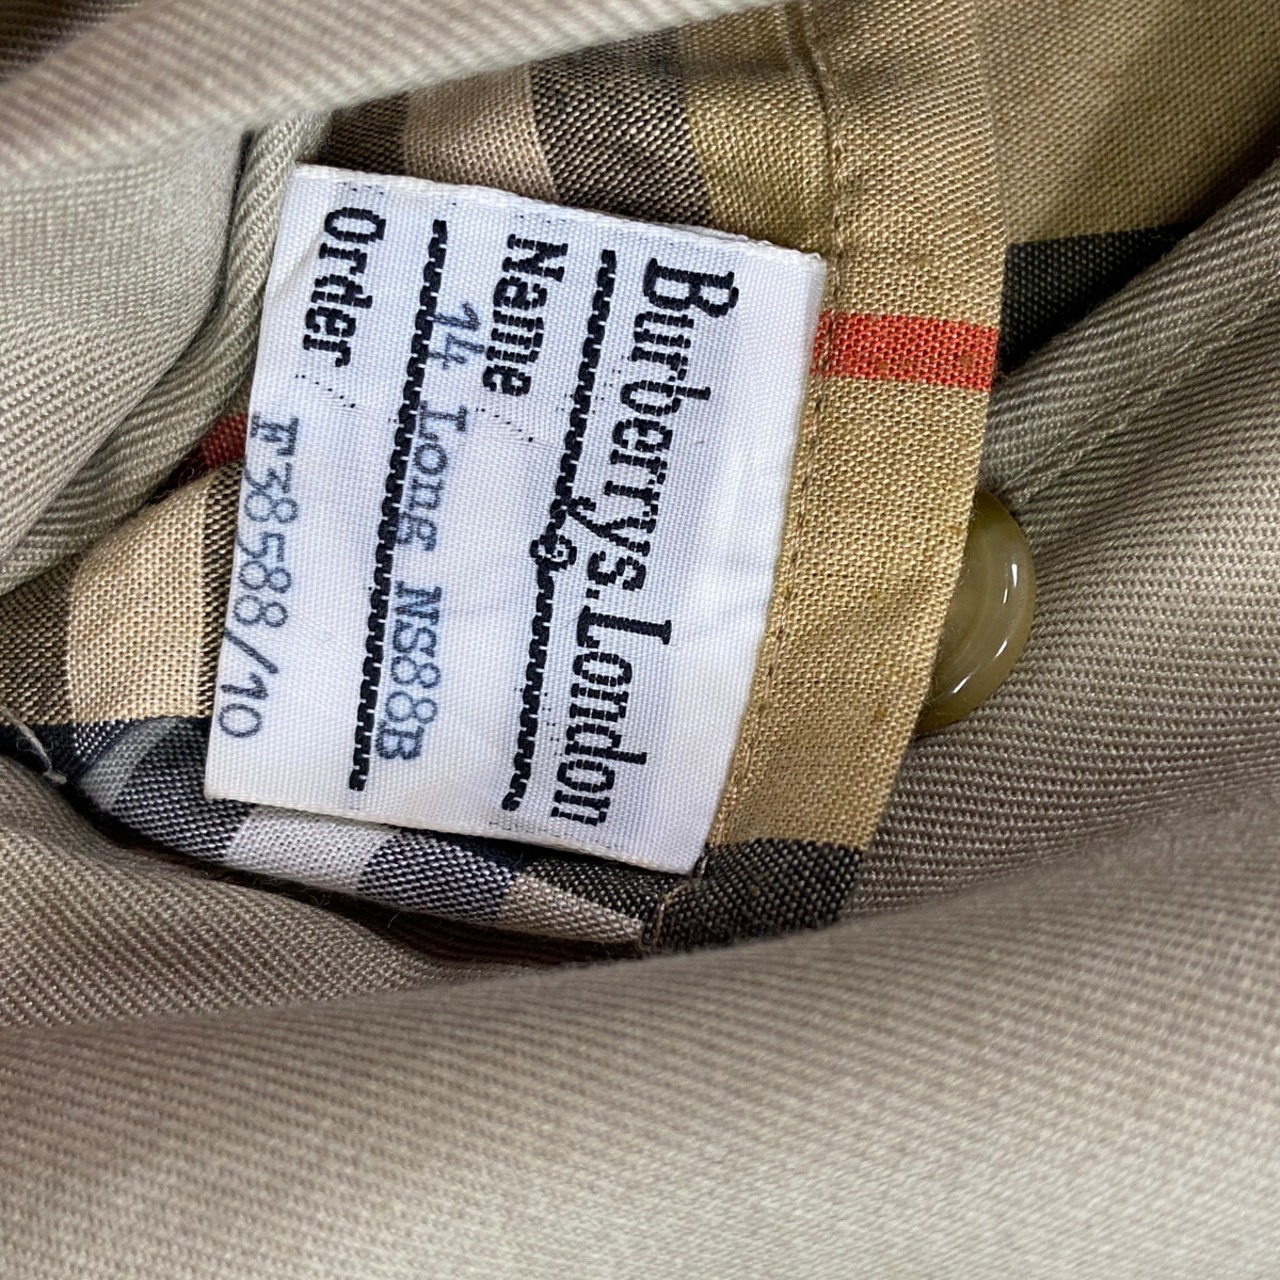 Burberrys.London
Name
14 Long NS88B
Order
F38588/10